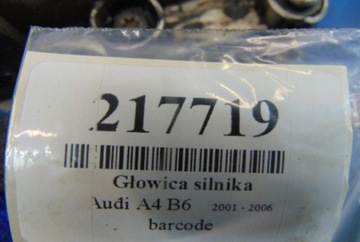 217719
Głowica silnika
Audi A4 B6 2001 - 2006
barcode